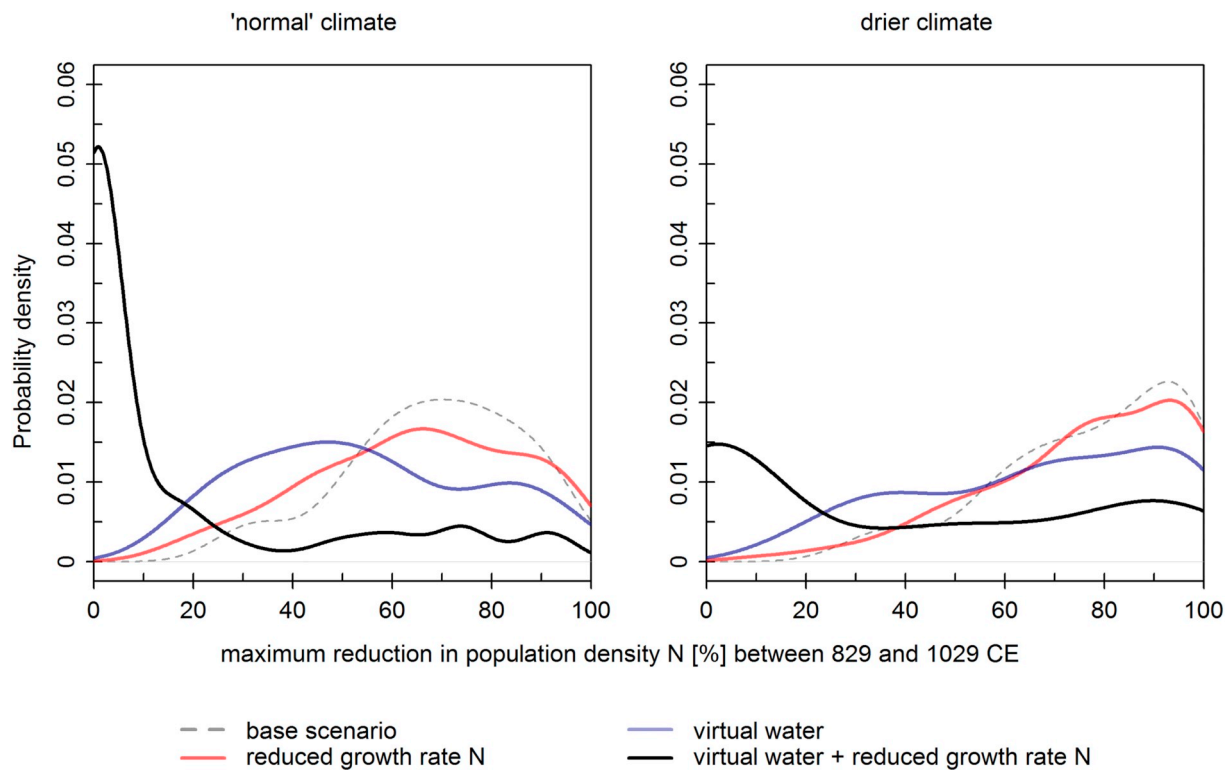 'normal' climate
drier climate
Probability density
0 0.01 0.02 0.03 0.04 0.05 0.06
0 20 40 60 80 100
0 0.01 0.02 0.03 0.04 0.05 0.06
0 20 40 60 80 100
maximum reduction in population density N [%] between 829 and 1029 CE
base scenario
reduced growth rate N
virtual water
virtual water + reduced growth rate N